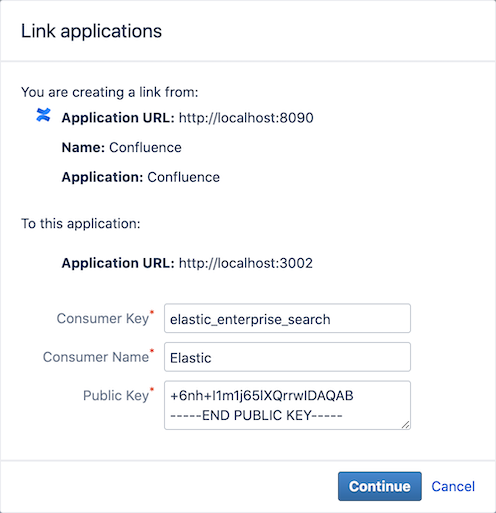 Link applications
You are creating a link from:
Application URL: http://localhost:8090
Name: Confluence
Application: Confluence
To this application:
Application URL: http://localhost:3002
Consumer Key*
elastic_enterprise_search
Consumer Name*
Elastic
Public Key*
+6nh+I1m1j65lXQrrwIDAQAB
-----END PUBLIC KEY-----
Continue Cancel